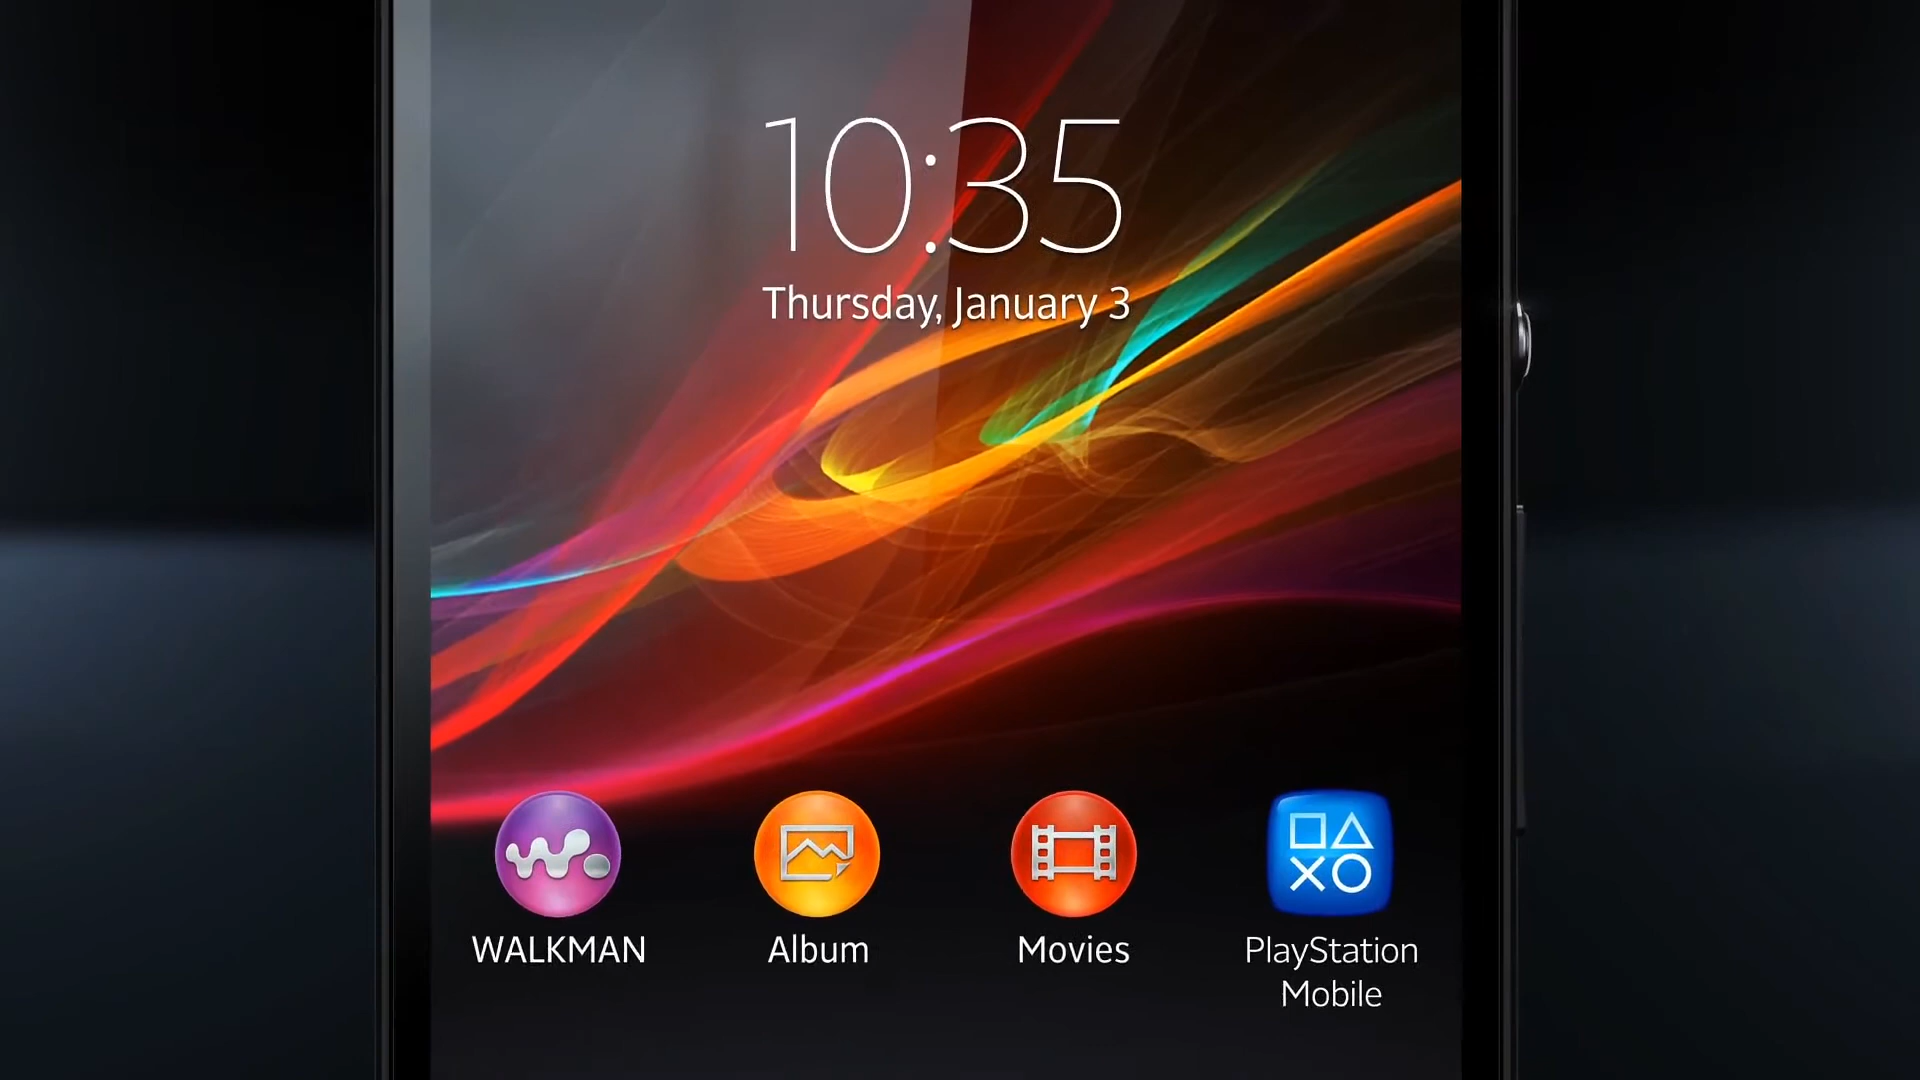 10:35
Thursday, January 3
WALKMAN
Album
Movies
PlayStation
Mobile